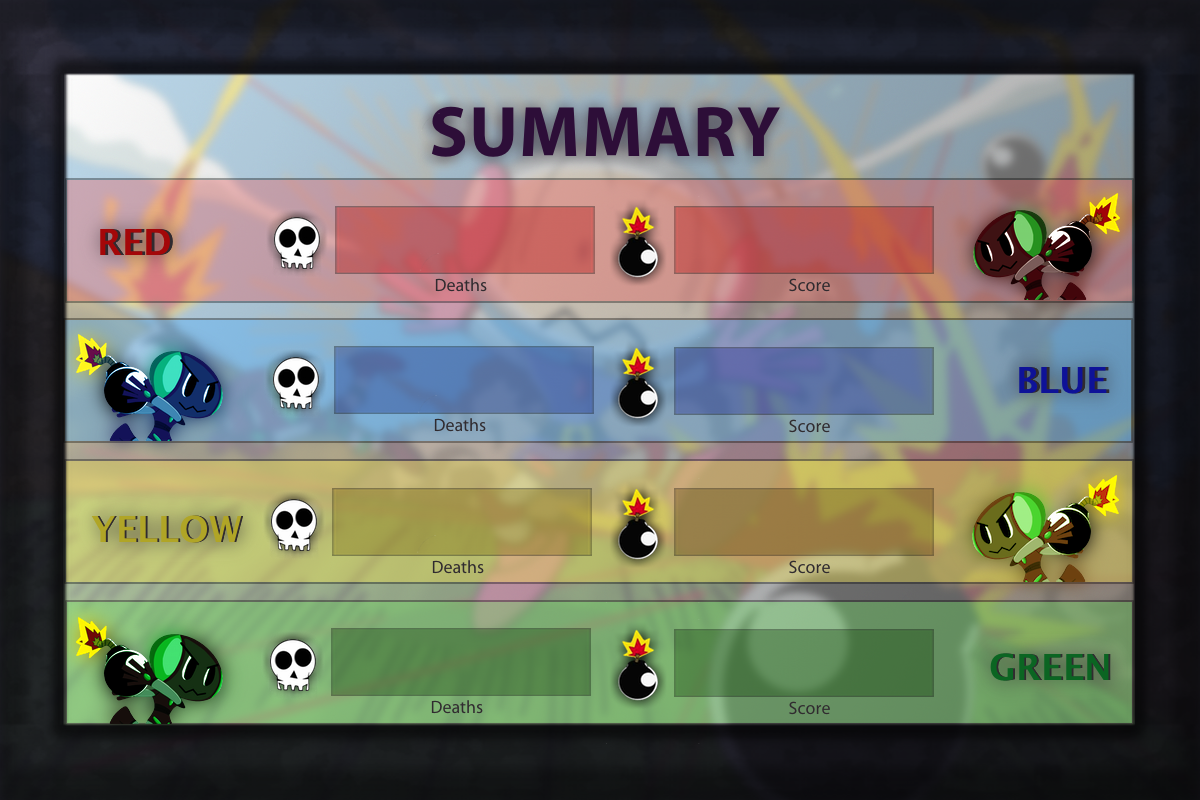 SUMMARY
RED
Deaths
Score
BLUE
Deaths
Score
YELLOW
Deaths
Score
GREEN
Deaths
Score